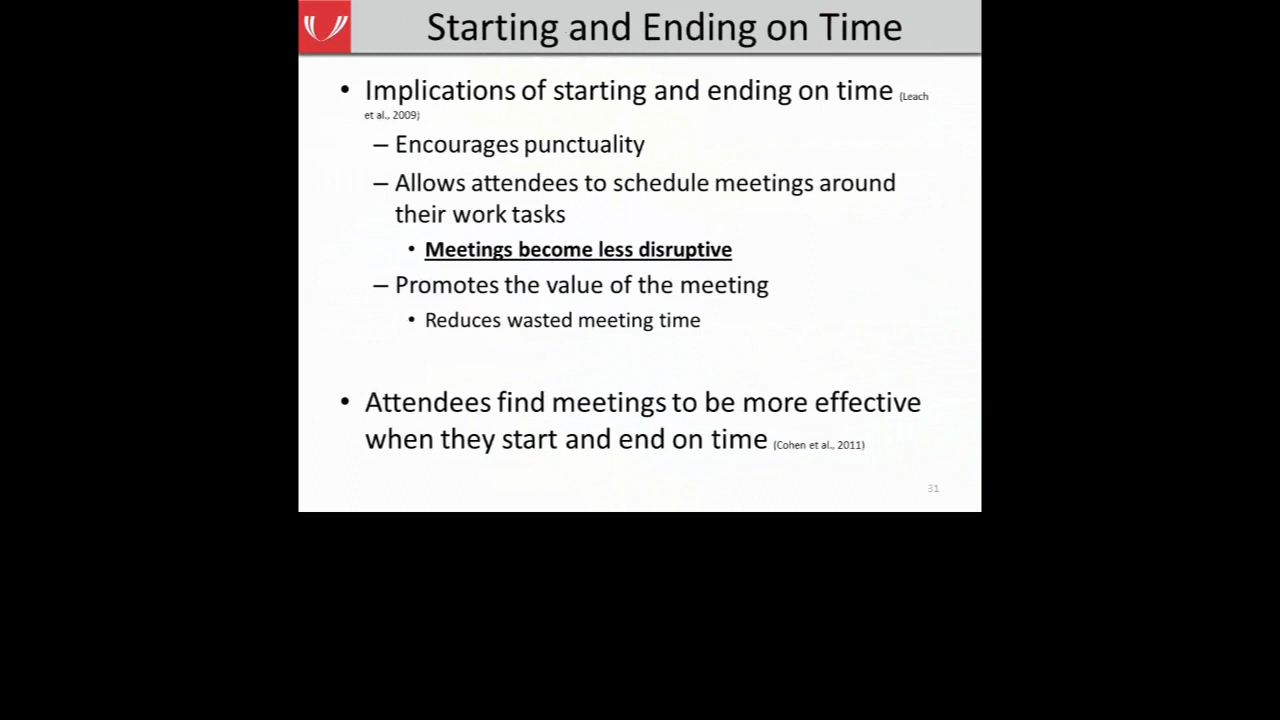 Starting and Ending on Time
• Implications of starting and ending on time (Leach
et al., 2009)
– Encourages punctuality
– Allows attendees to schedule meetings around
their work tasks
• Meetings become less disruptive
– Promotes the value of the meeting
• Reduces wasted meeting time
• Attendees find meetings to be more effective
when they start and end on time (Cohen et al., 2011)
31